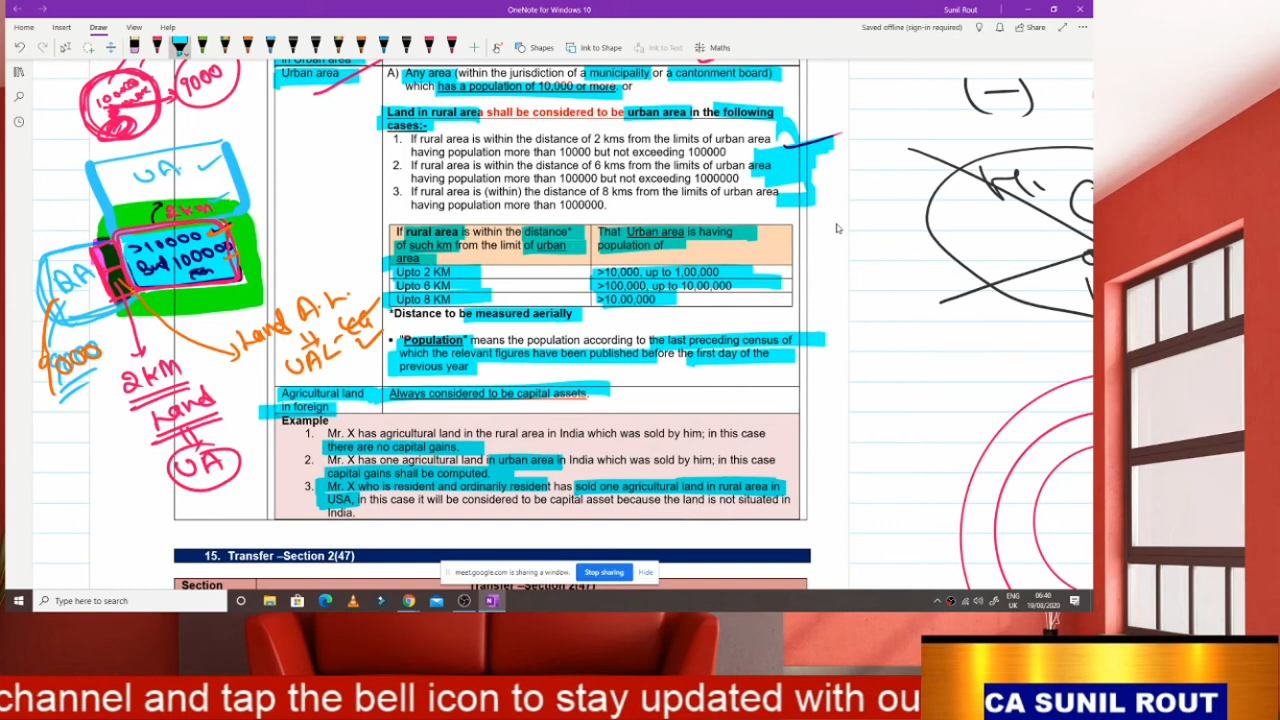 OneNote for Windows 10
Sunil Rout
Home
Insert
Draw
View
Help
Saved offline (sign-in required)
Share
Shapes
Ink to Shape
Ink to Text
Maths
in Urban area
Urban area
A) Any area (within the jurisdiction of a municipality or a cantonment board)
which has a population of 10,000 or more. or
Land in rural area shall be considered to be urban area in the following
cases:-
1. If rural area is within the distance of 2 kms from the limits of urban area
having population more than 10000 but not exceeding 100000
2. If rural area is within the distance of 6 kms from the limits of urban area
having population more than 100000 but not exceeding 1000000
3. If rural area is (within) the distance of 8 kms from the limits of urban area
having population more than 1000000.
If rural area is within the distance*
of such km from the limit of urban
area
That Urban area is having
population of
Upto 2 KM
>10,000, up to 1,00,000
Upto 6 KM
>100,000, up to 10,00,000
Upto 8 KM
>10.00,000
*Distance to be measured aerially
• "Population" means the population according to the last preceding census of
which the relevant figures have been published before the first day of the
previous year
Agricultural land
in foreign
Always considered to be capital assets.
Example
1. Mr. X has agricultural land in the rural area in India which was sold by him; in this case
there are no capital gains.
2. Mr. X has one agricultural land in urban area in India which was sold by him; in this case
capital gains shall be computed.
3. Mr. X who is resident and ordinarily resident has sold one agricultural land in rural area in
USA, in this case it will be considered to be capital asset because the land is not situated in
India.
15. Transfer –Section 2(47)
Section
Transfer –Section 2(47)
9000
UA.
2km
>10000
But 100000
Land A.L.
UAL
9000
2KM
Land
UA
(-)
meet.google.com is sharing a window.
Stop sharing
Hide
Type here to search
ENG
UK
06:40
19/08/2020
channel and tap the bell icon to stay updated with ou
CA SUNIL ROUT